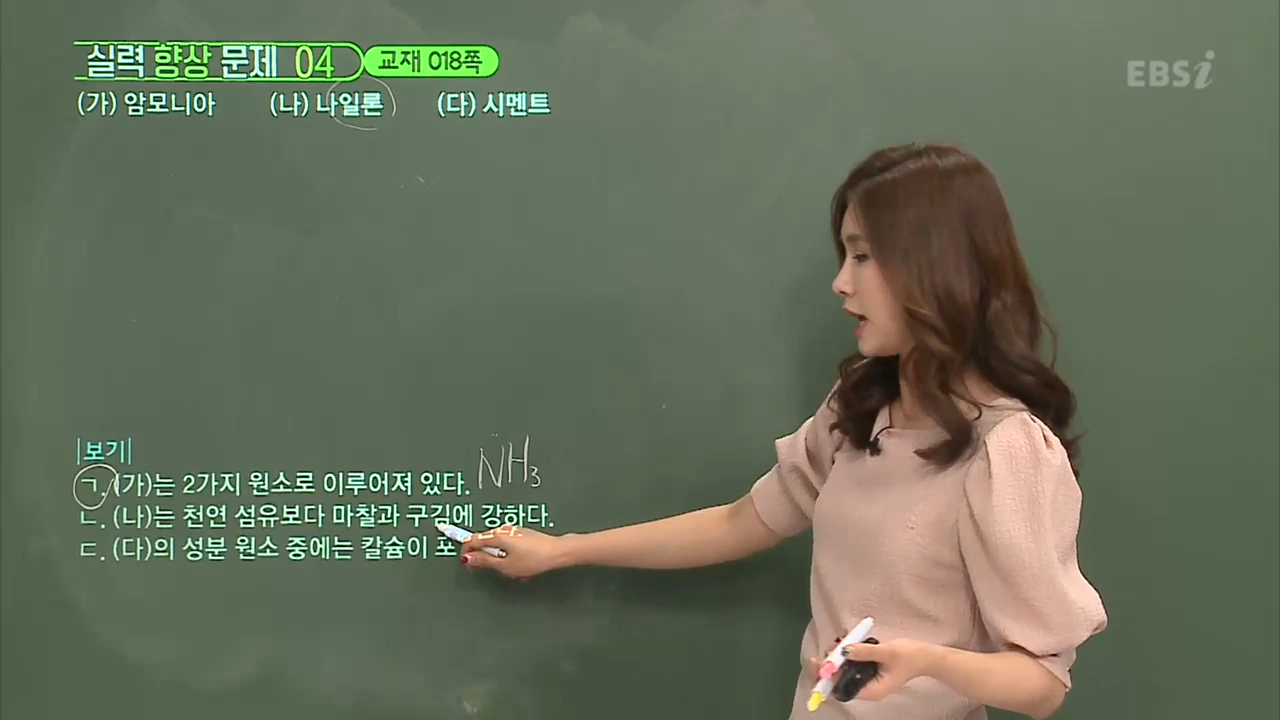 실력 향상 문제 04 교재 018쪽
EBSi
(가) 암모니아 (나) 나일론 (다) 시멘트
|보기|
ㄱ. (가)는 2가지 원소로 이루어져 있다. NH₃
ㄴ. (나)는 천연 섬유보다 마찰과 구김에 강하다.
ㄷ. (다)의 성분 원소 중에는 칼슘이